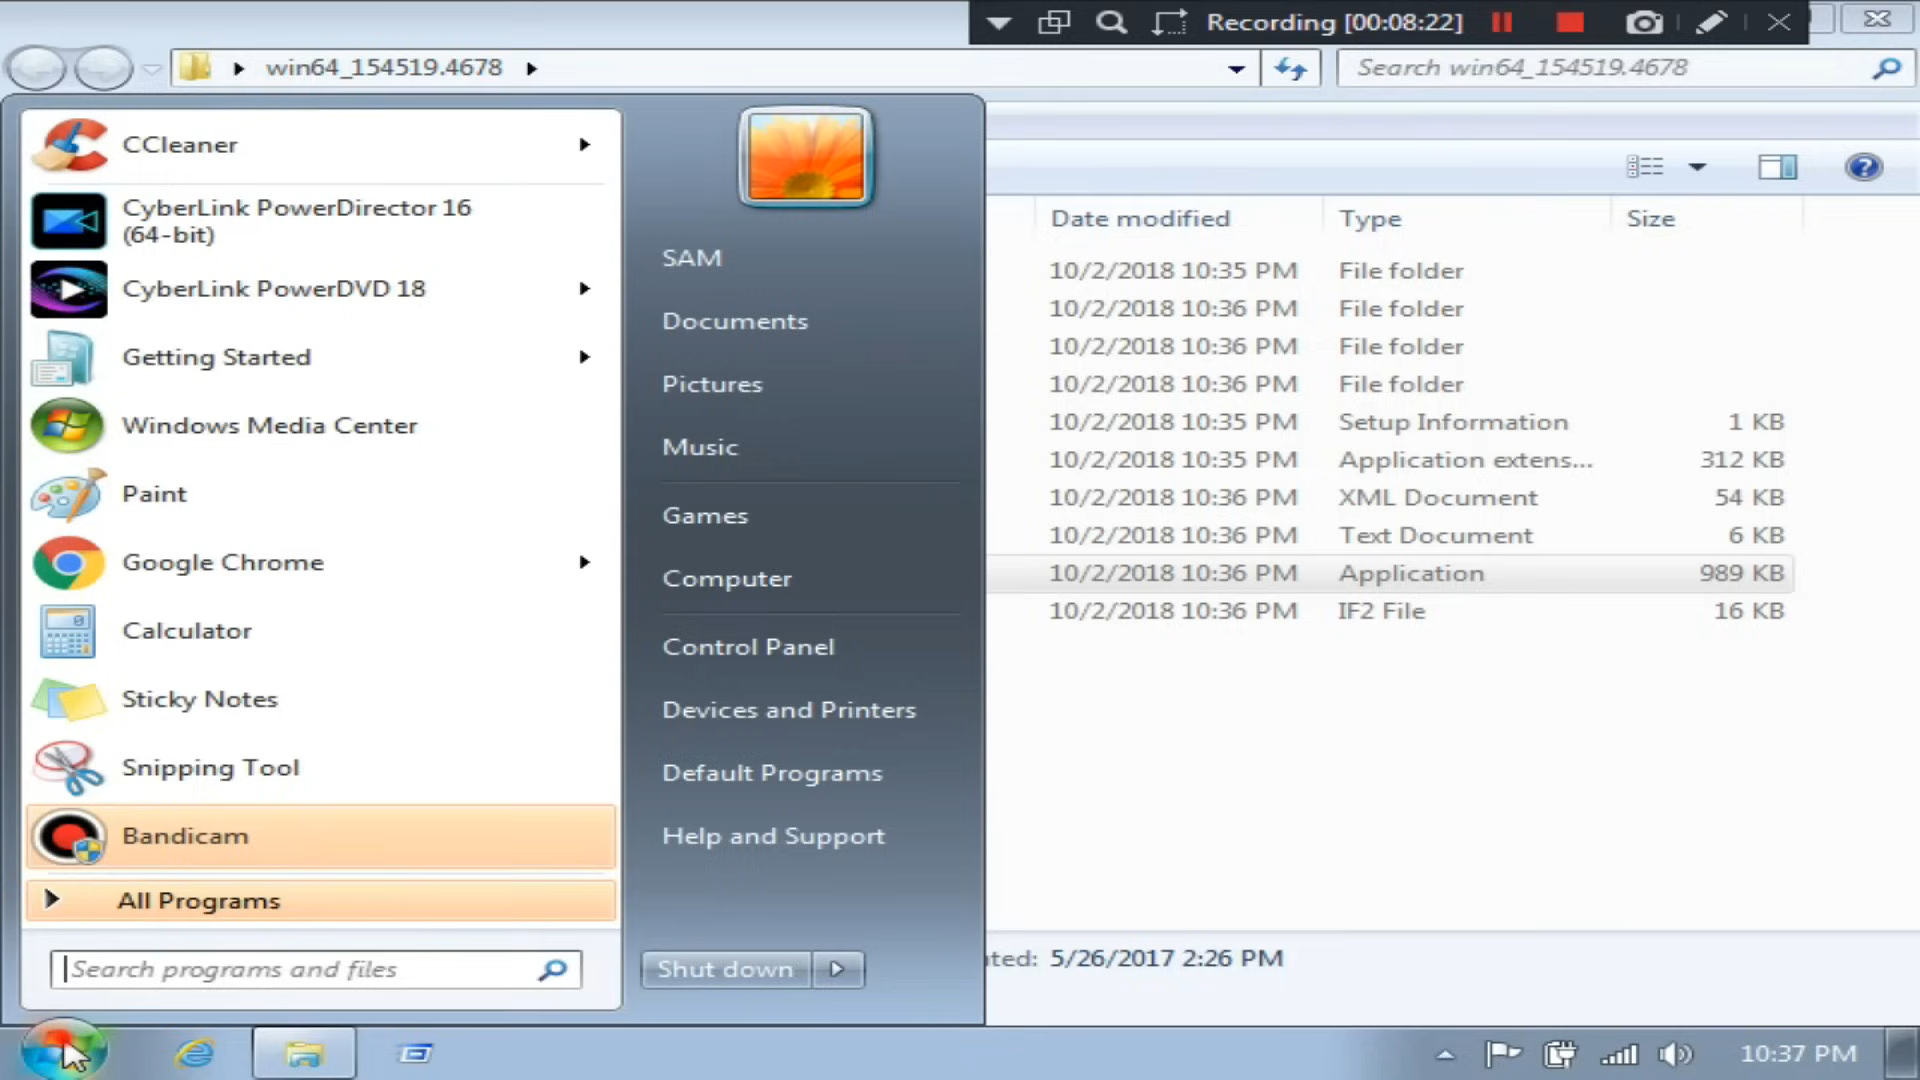 Recording [00:08:22]
win64_154519.4678
Search win64_154519.4678
CCleaner
CyberLink PowerDirector 16
(64-bit)
CyberLink PowerDVD 18
Getting Started
Windows Media Center
Paint
Google Chrome
Calculator
Sticky Notes
Snipping Tool
Bandicam
All Programs
Search programs and files
SAM
Documents
Pictures
Music
Games
Computer
Control Panel
Devices and Printers
Default Programs
Help and Support
Shut down
Date modified Type Size
10/2/2018 10:35 PM File folder
10/2/2018 10:36 PM File folder
10/2/2018 10:36 PM File folder
10/2/2018 10:36 PM File folder
10/2/2018 10:35 PM Setup Information 1 KB
10/2/2018 10:35 PM Application extens... 312 KB
10/2/2018 10:36 PM XML Document 54 KB
10/2/2018 10:36 PM Text Document 6 KB
10/2/2018 10:36 PM Application 989 KB
10/2/2018 10:36 PM IF2 File 16 KB
ated: 5/26/2017 2:26 PM
10:37 PM